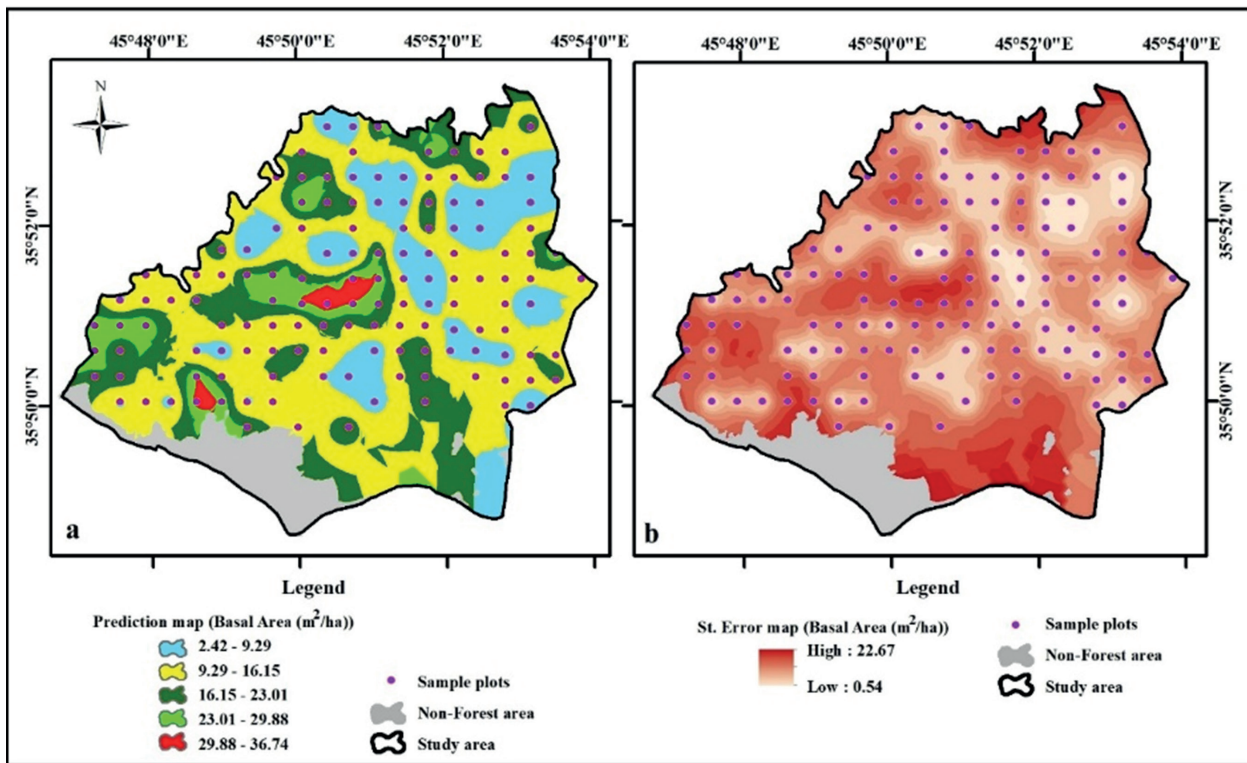 45°48'0"E 45°50'0"E 45°52'0"E 45°54'0"E
45°48'0"E 45°50'0"E 45°52'0"E 45°54'0"E
N
35°52'0"N
35°50'0"N
35°52'0"N
35°50'0"N
a
b
Legend
Prediction map (Basal Area (m²/ha))
2.42 - 9.29
9.29 - 16.15
16.15 - 23.01
23.01 - 29.88
29.88 - 36.74
Sample plots
Non-Forest area
Study area
Legend
St. Error map (Basal Area (m²/ha))
High : 22.67
Low : 0.54
Sample plots
Non-Forest area
Study area